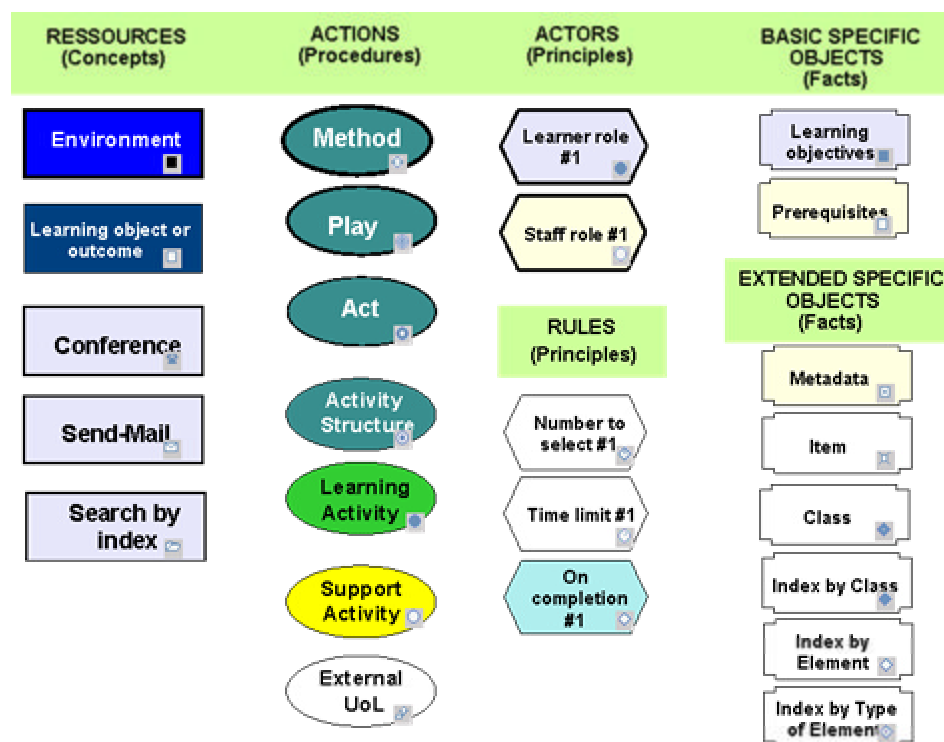 RESSOURCES
(Concepts)
Environment
Learning object or
outcome
Conference
Send-Mail
Search by
index
ACTIONS
(Procedures)
Method
Play
Act
Activity
Structure
Learning
Activity
Support
Activity
External
UoL
ACTORS
(Principles)
Learner role
#1
Staff role #1
RULES
(Principles)
Number to
select #1
Time limit #1
On
completion
#1
BASIC SPECIFIC
OBJECTS
(Facts)
Learning
objectives
Prerequisites
EXTENDED SPECIFIC
OBJECTS
(Facts)
Metadata
Item
Class
Index by Class
Index by
Element
Index by Type
of Element